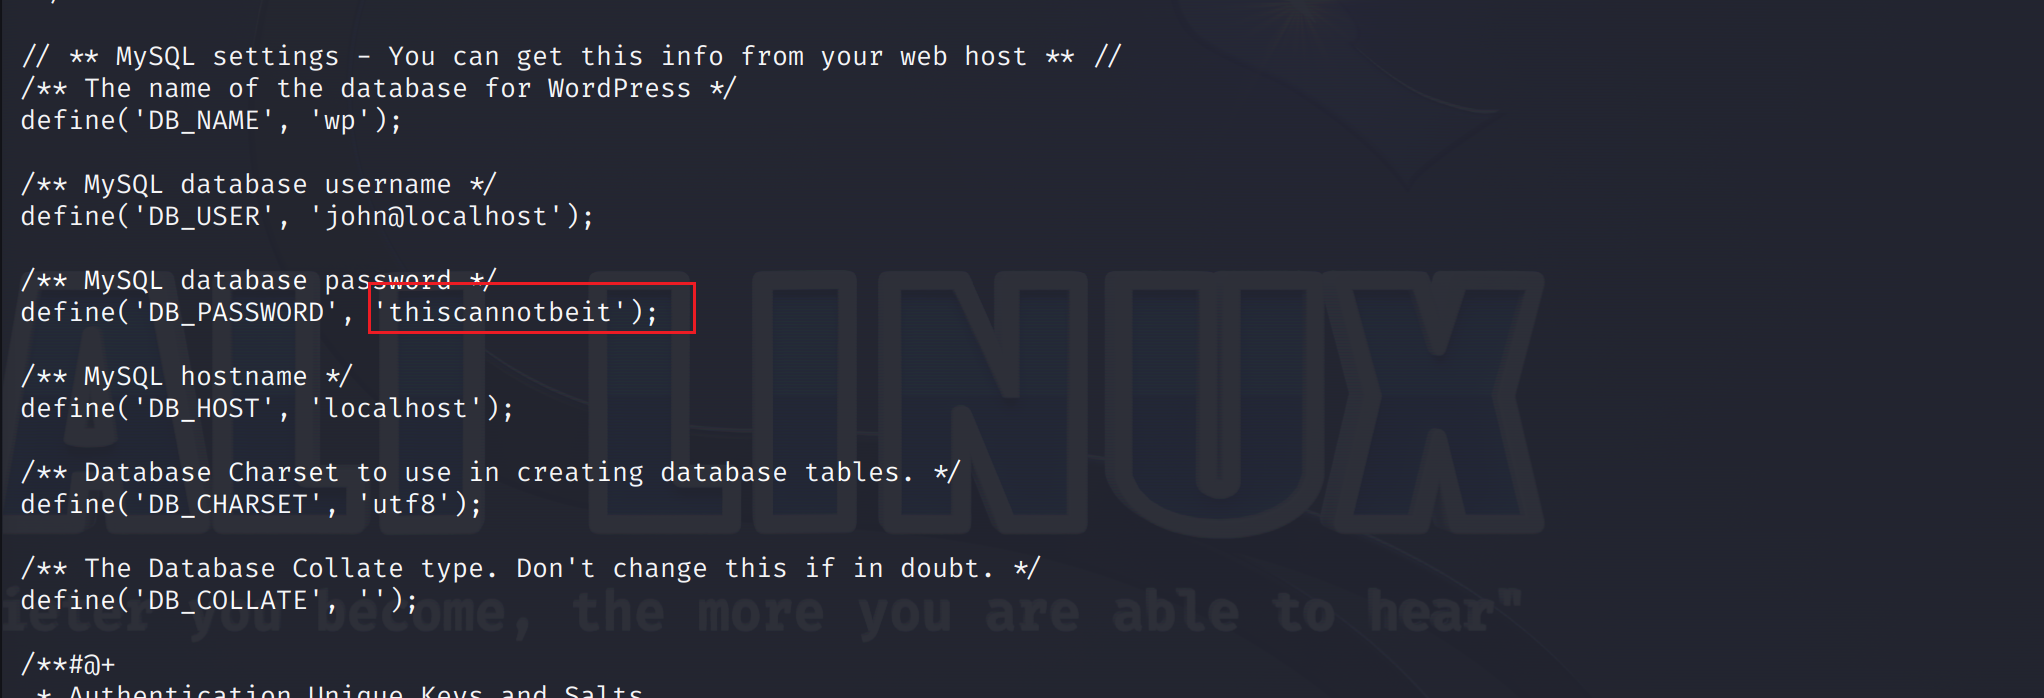 // ** MySQL settings - You can get this info from your web host ** //
/** The name of the database for WordPress */
define('DB_NAME', 'wp');
/** MySQL database username */
define('DB_USER', 'john@localhost');
/** MySQL database password */
define('DB_PASSWORD', 'thiscannotbeit');
/** MySQL hostname */
define('DB_HOST', 'localhost');
/** Database Charset to use in creating database tables. */
define('DB_CHARSET', 'utf8');
/** The Database Collate type. Don't change this if in doubt. */
define('DB_COLLATE', '');
/**#@+
* Authentication Unique Keys and Salts
ALI LINUX
you become, the more you are able to hear"